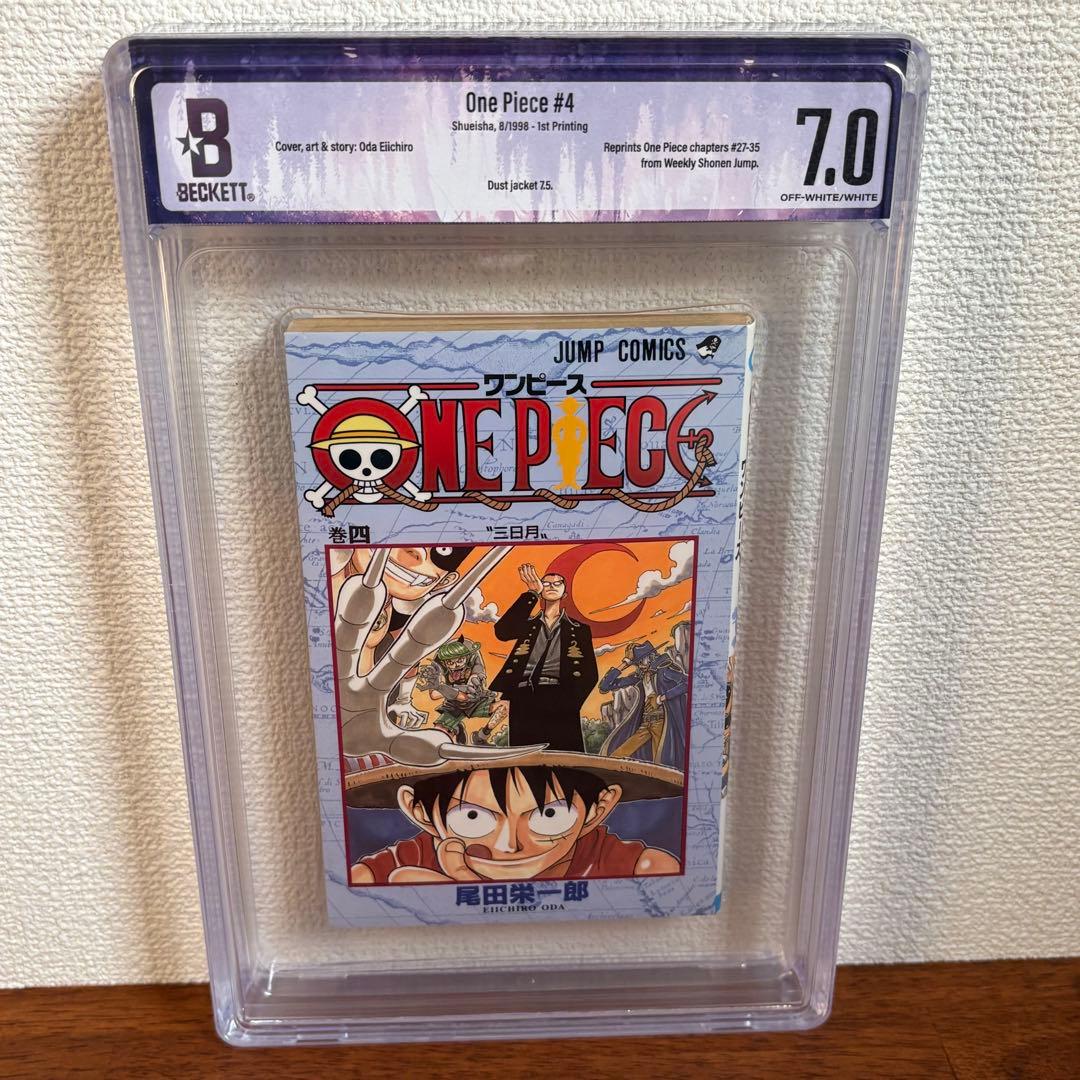 B
BECKETT®
One Piece #4
Shueisha, 8/1998 - 1st Printing
Cover, art & story: Oda Eiichiro
Reprints One Piece chapters #27-35
from Weekly Shonen Jump.
Dust jacket 7.5.
7.0
OFF-WHITE/WHITE
JUMP COMICS
ワンピース
ONE PIECE
巻四
〝三日月〟
尾田栄一郎
EIICHIRO ODA